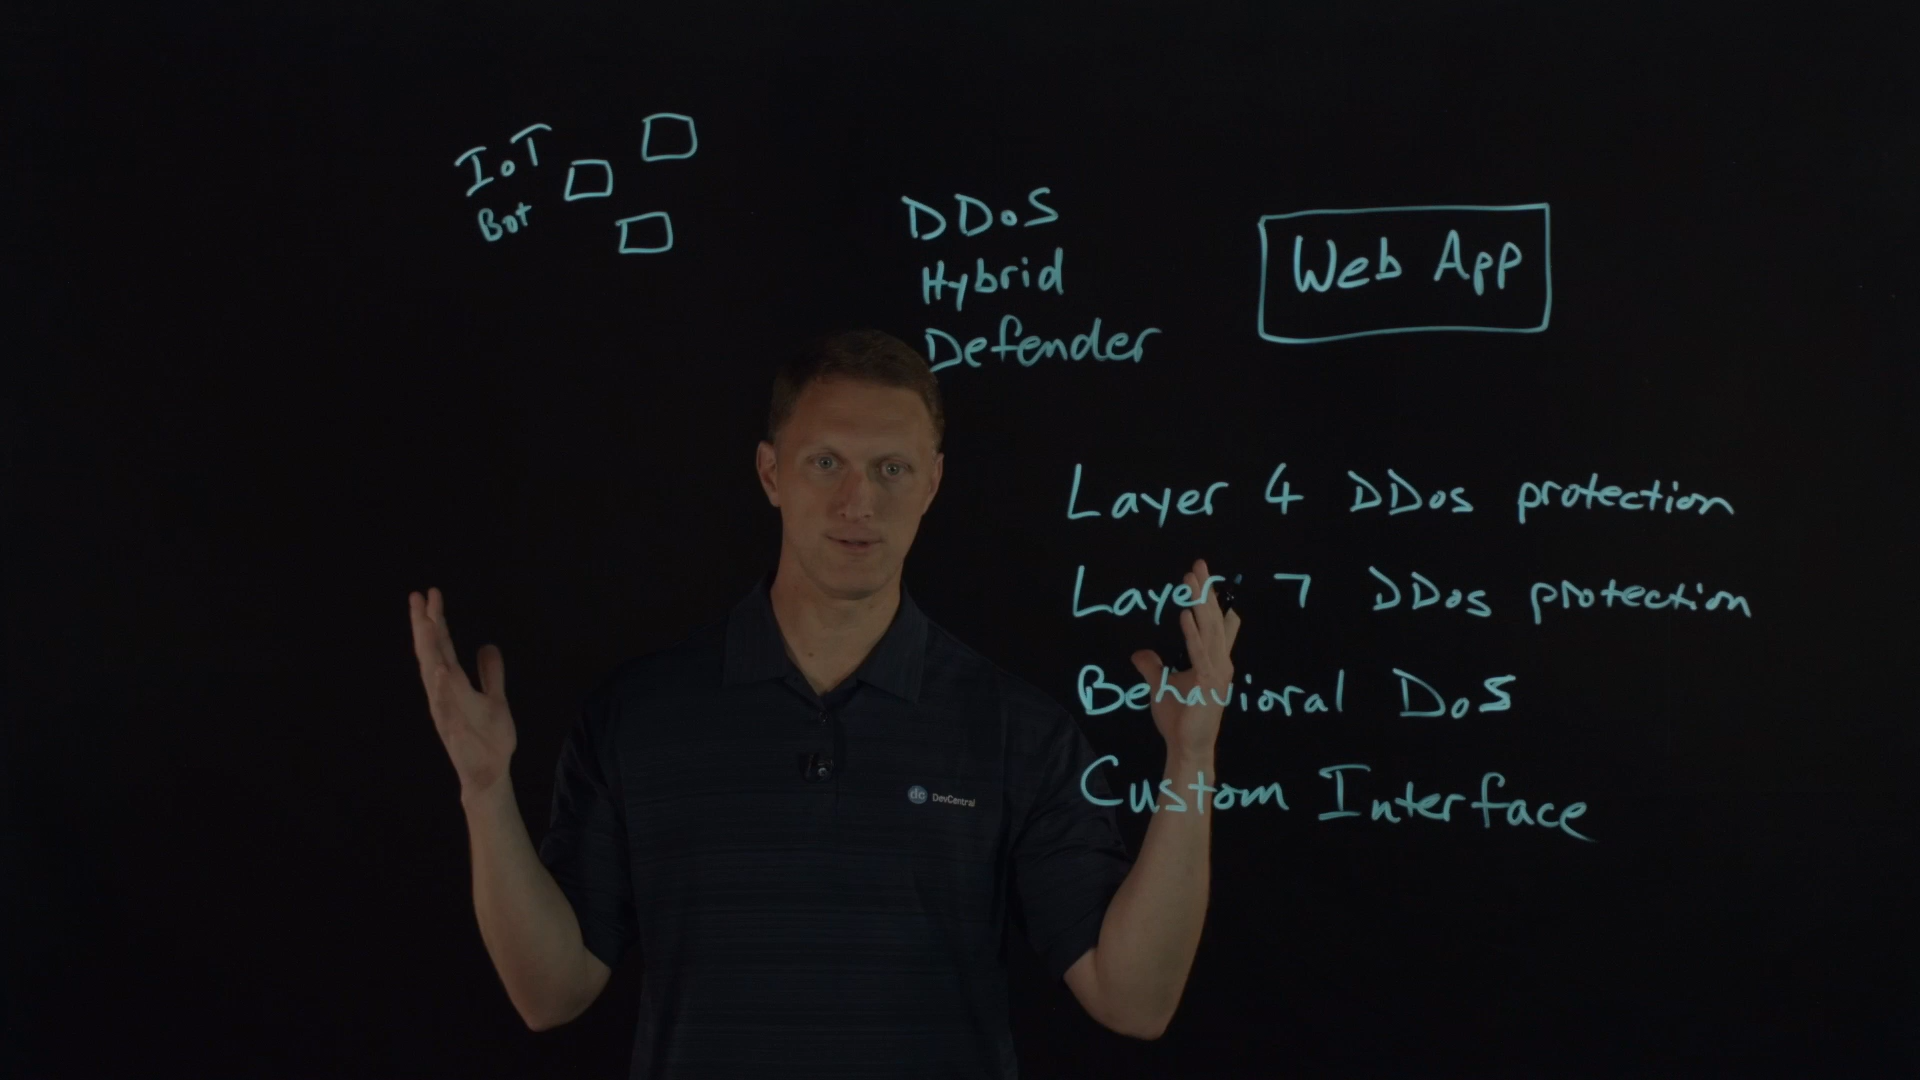 IoT
Bot
DDoS
Hybrid
Defender
Web App
Layer 4 DDos protection
Layer 7 DDos protection
Behavioral DoS
Custom Interface
dc DevCentral